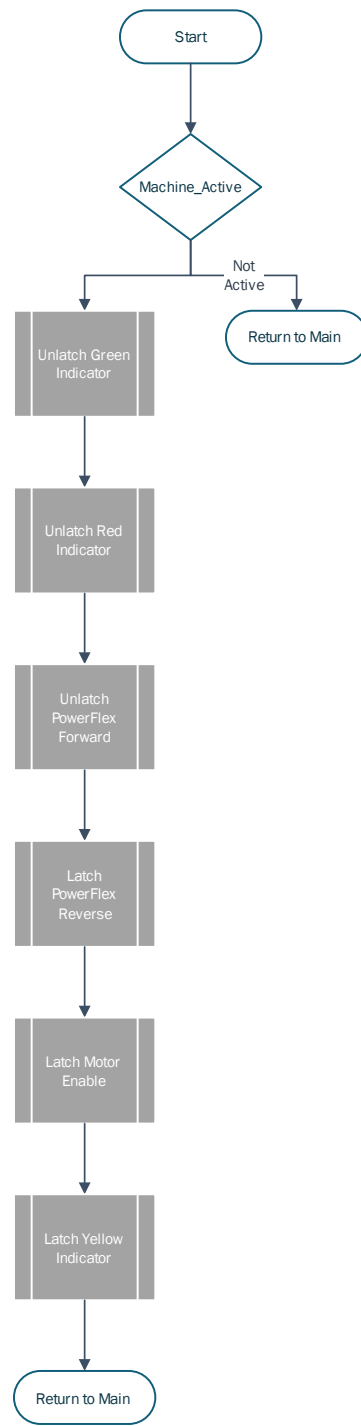 Start
Machine_Active
Not
Active
Return to Main
Unlatch Green
Indicator
Unlatch Red
Indicator
Unlatch
PowerFlex
Forward
Latch
PowerFlex
Reverse
Latch Motor
Enable
Latch Yellow
Indicator
Return to Main